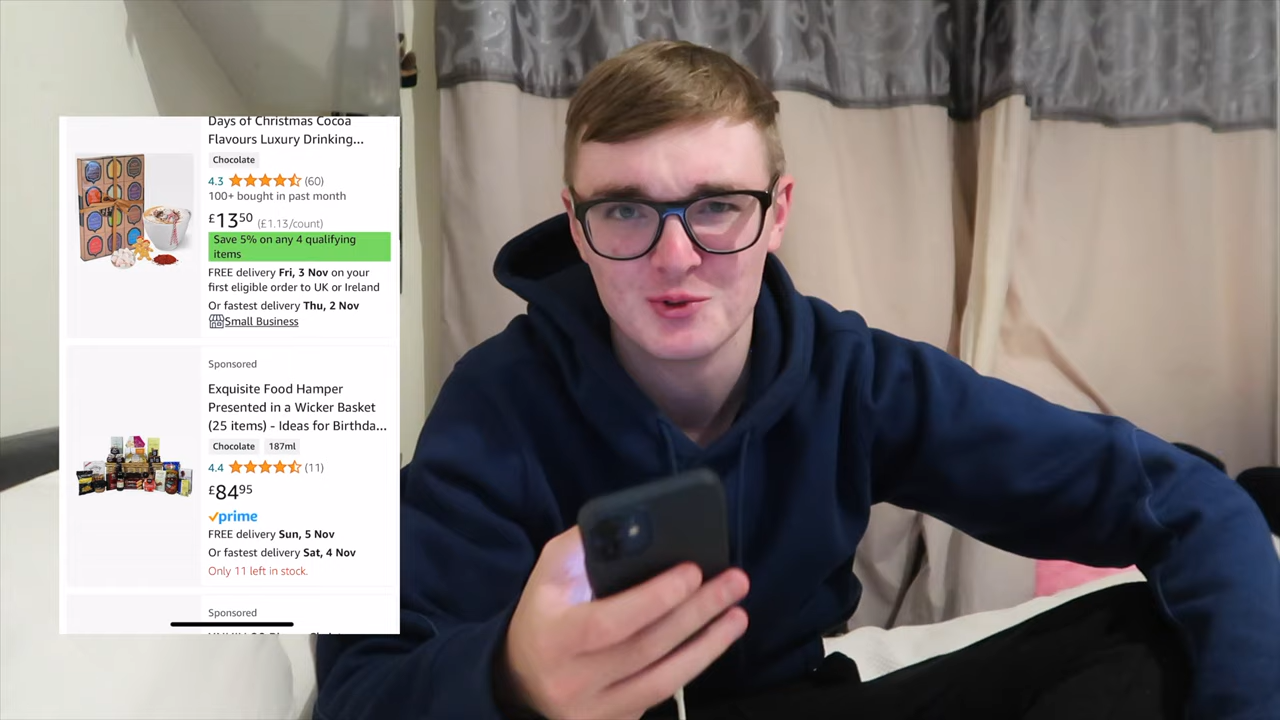 Days of Christmas Cocoa
Flavours Luxury Drinking...
Chocolate
4.3 (60)
100+ bought in past month
£1350 (£1.13/count)
Save 5% on any 4 qualifying
items
FREE delivery Fri, 3 Nov on your
first eligible order to UK or Ireland
Or fastest delivery Thu, 2 Nov
Small Business
Sponsored
Exquisite Food Hamper
Presented in a Wicker Basket
(25 items) - Ideas for Birthda...
Chocolate 187ml
4.4 (11)
£8495
prime
FREE delivery Sun, 5 Nov
Or fastest delivery Sat, 4 Nov
Only 11 left in stock.
Sponsored